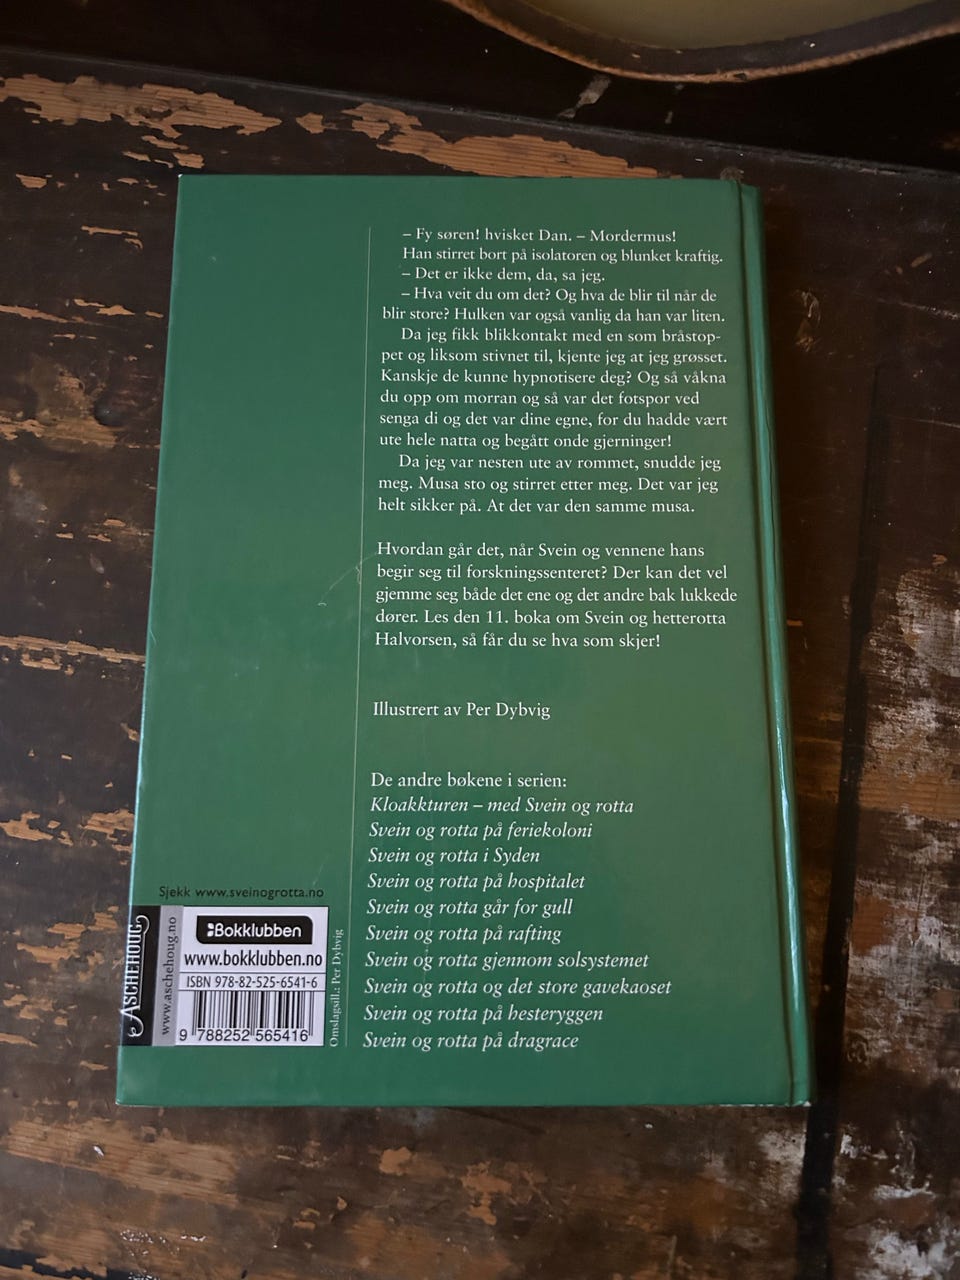 – Fy søren! hvisket Dan. – Mordermus!
Han stirret bort på isolatoren og blunket kraftig.
– Det er ikke dem, da, sa jeg.
– Hva veit du om det? Og hva de blir til når de
blir store? Hulken var også vanlig da han var liten.
Da jeg fikk blikkontakt med en som bråstop-
pet og liksom stivnet til, kjente jeg at jeg grøsset.
Kanskje de kunne hypnotisere deg? Og så våkna
du opp om morran og så var det fotspor ved
senga di og det var dine egne, for du hadde vært
ute hele natta og begått onde gjerninger!
Da jeg var nesten ute av rommet, snudde jeg
meg. Musa sto og stirret etter meg. Det var jeg
helt sikker på. At det var den samme musa.
Hvordan går det, når Svein og vennene hans
begir seg til forskningssenteret? Der kan det vel
gjemme seg både det ene og det andre bak lukkede
dører. Les den 11. boka om Svein og hetterotta
Halvorsen, så får du se hva som skjer!
Illustrert av Per Dybvig
De andre bøkene i serien:
Kloakkturen – med Svein og rotta
Svein og rotta på feriekoloni
Svein og rotta i Syden
Svein og rotta på hospitalet
Svein og rotta går for gull
Svein og rotta på rafting
Svein og rotta gjennom solsystemet
Svein og rotta og det store gavekaoset
Svein og rotta på hesteryggen
Svein og rotta på dragrace
Sjekk www.sveinogrotta.no
ASCHEHOUG
www.aschehoug.no
Bokklubben
www.bokklubben.no
ISBN 978-82-525-6541-6
9 788252 565416
Omslagsill.: Per Dybvig